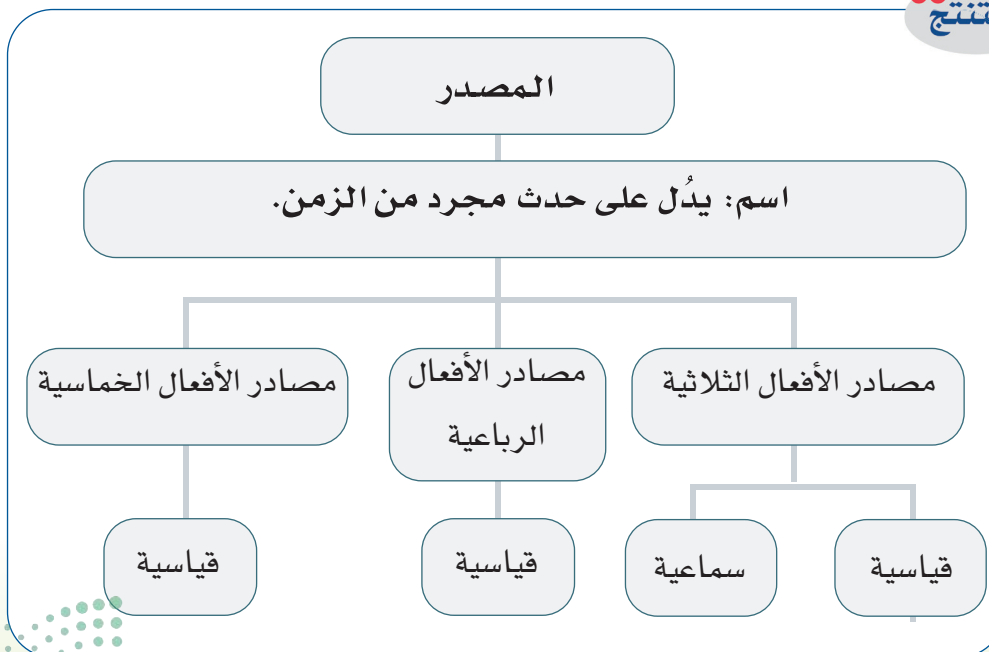 المصدر
اسم: يدُل على حدث مجرد من الزمن.
مصادر الأفعال الثلاثية
مصادر الأفعال
الرباعية
مصادر الأفعال الخماسية
قياسية
سماعية
قياسية
قياسية